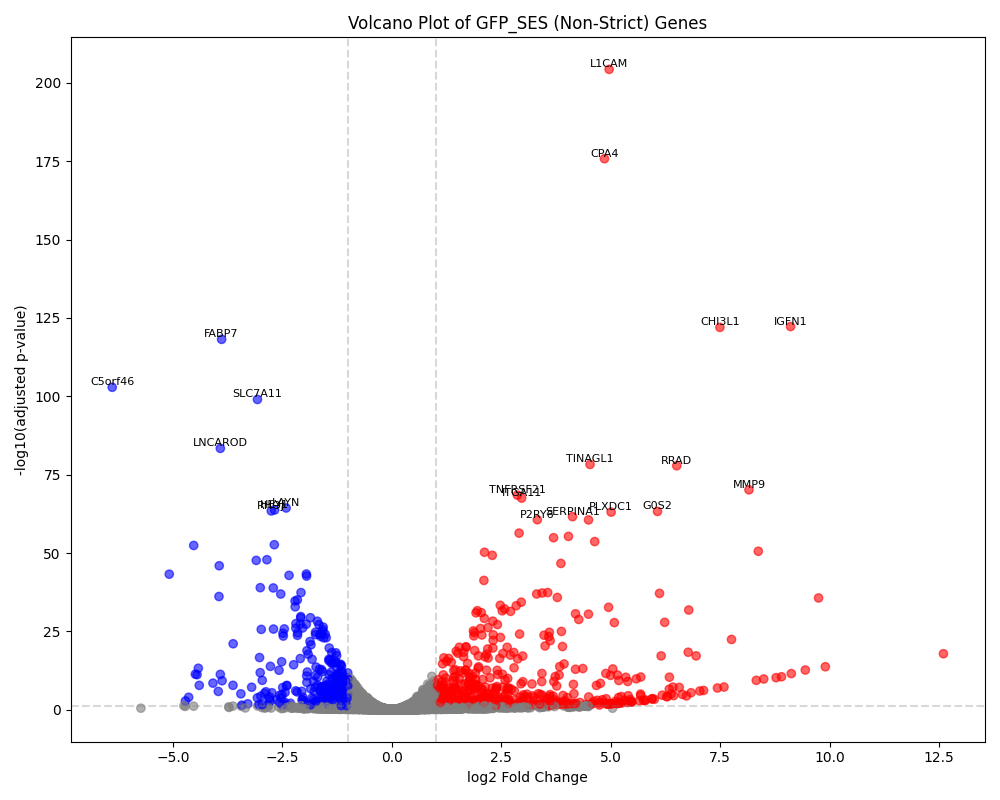 Volcano Plot of GFP_SES (Non-Strict) Genes
L1CAM
CPA4
CHI3L1
IGFN1
FABP7
C5orf46
SLC7A11
LNCAROD
TINAGL1
RRAD
MMP9
TNFRSF21
ITGA11
LAYN
PLXDC1
G0S2
P2RY6
SERPINA1
-log10(adjusted p-value)
200
175
150
125
100
75
50
25
0
−5.0
−2.5
0.0
2.5
5.0
7.5
10.0
12.5
log2 Fold Change